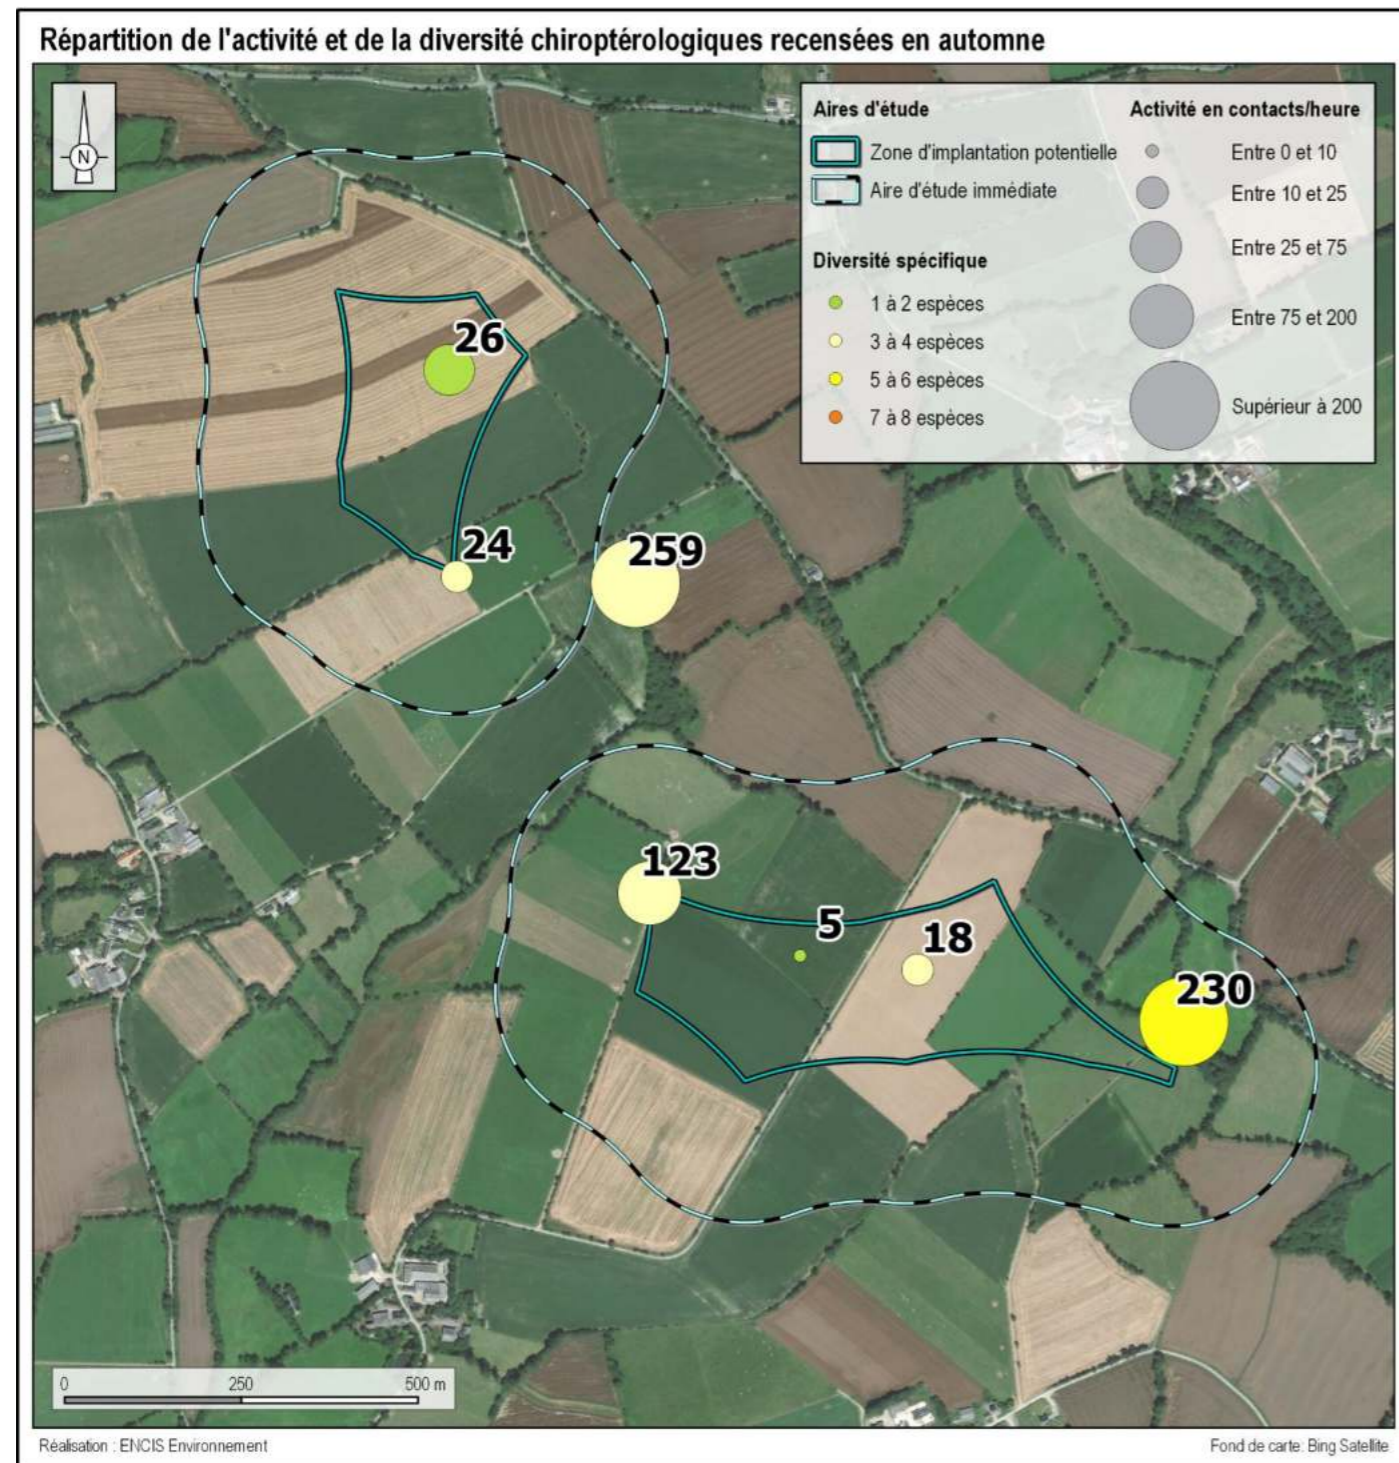 Répartition de l'activité et de la diversité chiroptérologiques recensées en automne
N
Aires d'étude
Zone d'implantation potentielle
Aire d'étude immédiate
Diversité spécifique
1 à 2 espèces
3 à 4 espèces
5 à 6 espèces
7 à 8 espèces
Activité en contacts/heure
Entre 0 et 10
Entre 10 et 25
Entre 25 et 75
Entre 75 et 200
Supérieur à 200
26
24
259
123
5
18
230
0 250 500 m
Réalisation : ENCIS Environnement
Fond de carte: Bing Satellite